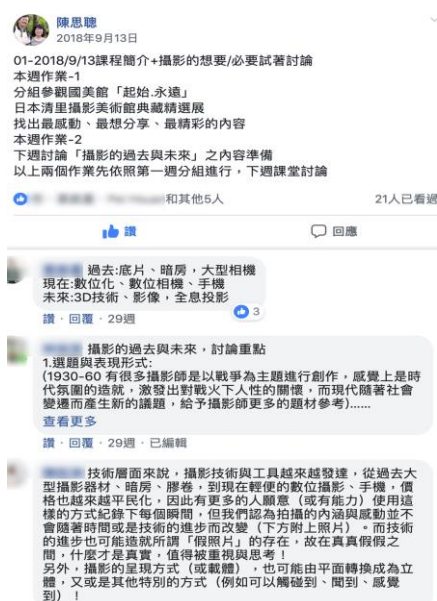 陳思聰
2018年9月13日
01-2018/9/13課程簡介+攝影的想要/必要試著討論
本週作業-1
分組參觀國美館「起始.永遠」
日本清里攝影美術館典藏精選展
找出最感動、最想分享、最精彩的內容
本週作業-2
下週討論「攝影的過去與未來」之內容準備
以上兩個作業先依照第一週分組進行，下週課堂討論
和其他5人
21人已看過
讚
回應
過去:底片、暗房，大型相機
現在:數位化、數位相機、手機
未來:3D技術、影像，全息投影
3
讚 · 回覆 · 29週
攝影的過去與未來，討論重點
1.選題與表現形式:
(1930-60 有很多攝影師是以戰爭為主題進行創作，感覺上是時
代氛圍的造就，激發出對戰火下人性的關懷，而現代隨著社會
變遷而產生新的議題，給予攝影師更多的題材參考)......
查看更多
讚 · 回覆 · 29週 · 已編輯
技術層面來說，攝影技術與工具越來越發達，從過去大
型攝影器材、暗房、膠卷，到現在輕便的數位攝影、手機，價
格也越來越平民化，因此有更多的人願意（或有能力）使用這
樣的方式紀錄下每個瞬間，但我們認為拍攝的內涵與感動並不
會隨著時間或是技術的進步而改變（下方附上照片）。而技術
的進步也可能造就所謂「假照片」的存在，故在真真假假之
間，什麼才是真實，值得被重視與思考！
另外，攝影的呈現方式（或載體），也可能由平面轉換成為立
體，又或是其他特別的方式（例如可以觸碰到、聞到、感覺
到）！